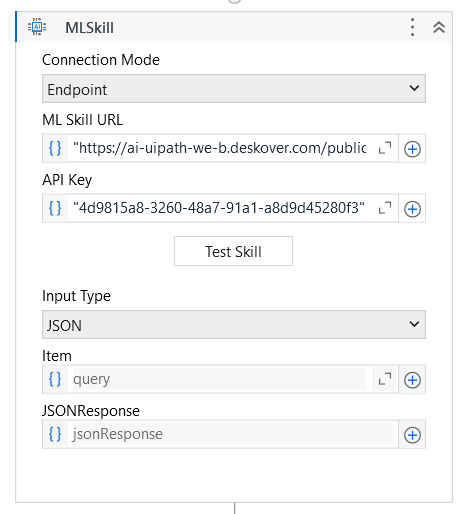 AI
MLSkill
Connection Mode
Endpoint
ML Skill URL
{} "https://ai-uipath-we-b.deskover.com/public
API Key
{} "4d9815a8-3260-48a7-91a1-a8d9d45280f3"
Test Skill
Input Type
JSON
Item
{} query
JSONResponse
{} jsonResponse